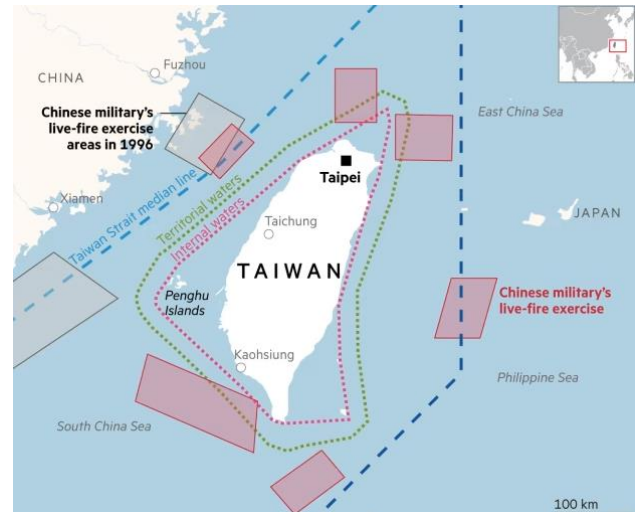 CHINA
Fuzhou
Chinese military's
live-fire exercise
areas in 1996
East China Sea
Taipei
Xiamen
Taiwan Strait median line
Territorial waters
Internal waters
Taichung
JAPAN
TAIWAN
Penghu
Islands
Chinese military's
live-fire exercise
Kaohsiung
Philippine Sea
South China Sea
100 km